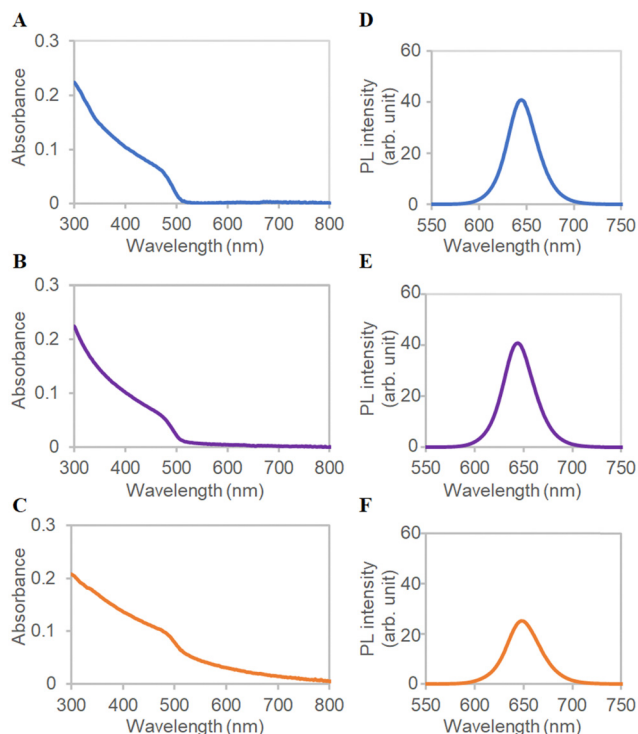 A
0.3
0.2
0.1
0
Absorbance
300 400 500 600 700 800
Wavelength (nm)
D
60
40
20
0
PL intensity
(arb. unit)
550 600 650 700 750
Wavelength (nm)
B
0.3
0.2
0.1
0
Absorbance
300 400 500 600 700 800
Wavelength (nm)
E
60
40
20
0
PL intensity
(arb. unit)
550 600 650 700 750
Wavelength (nm)
C
0.3
0.2
0.1
0
Absorbance
300 400 500 600 700 800
Wavelength (nm)
F
60
40
20
0
PL intensity
(arb. unit)
550 600 650 700 750
Wavelength (nm)